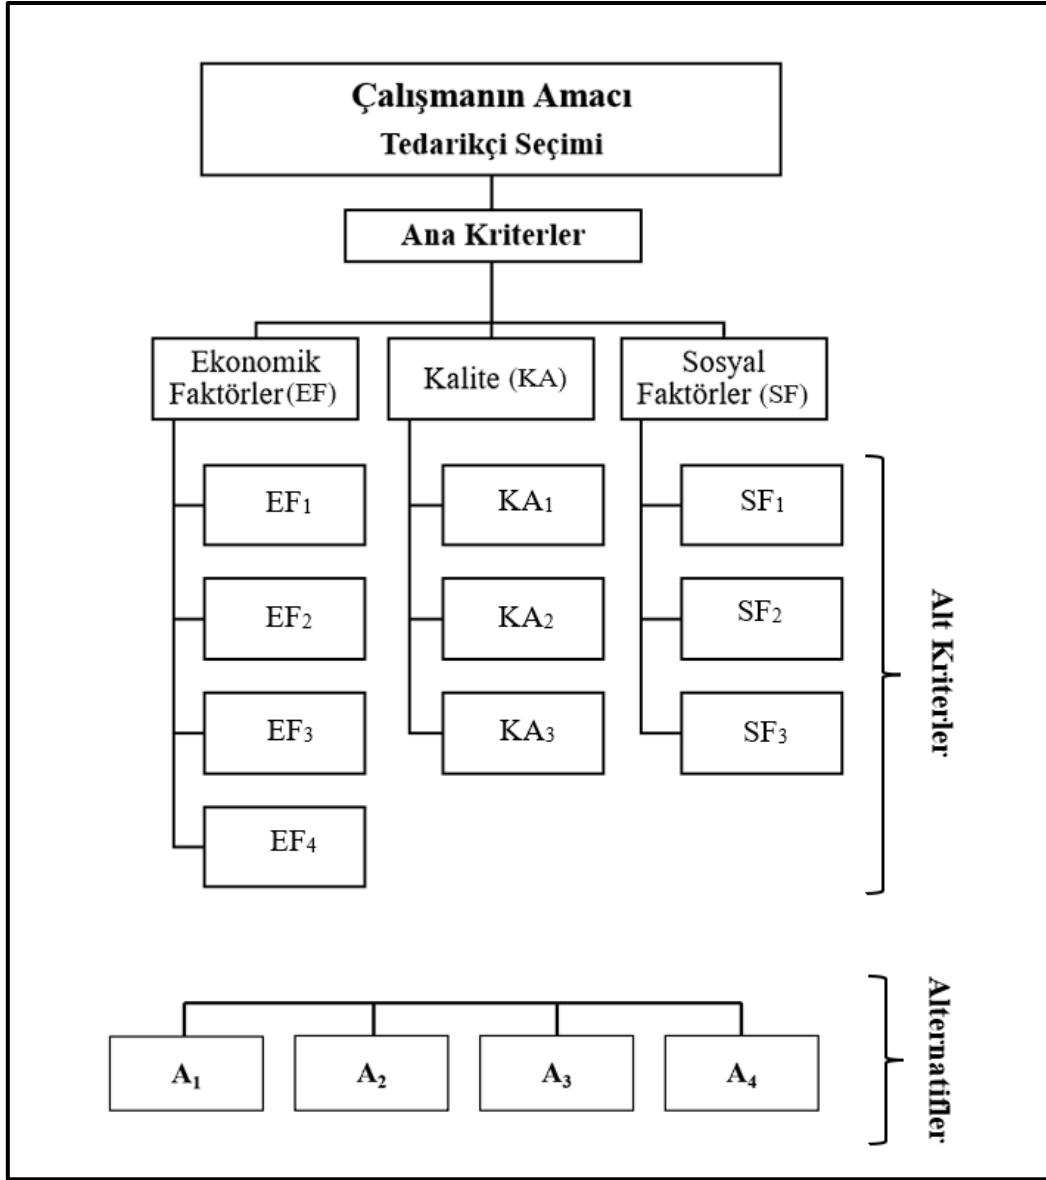 Çalışmanın Amacı
Tedarikçi Seçimi
Ana Kriterler
Ekonomik
Faktörler(EF)
Kalite (KA)
Sosyal
Faktörler (SF)
EF1
KA1
SF1
EF2
KA2
SF2
EF3
KA3
SF3
EF4
Alt Kriterler
A1
A2
A3
A4
Alternatifler